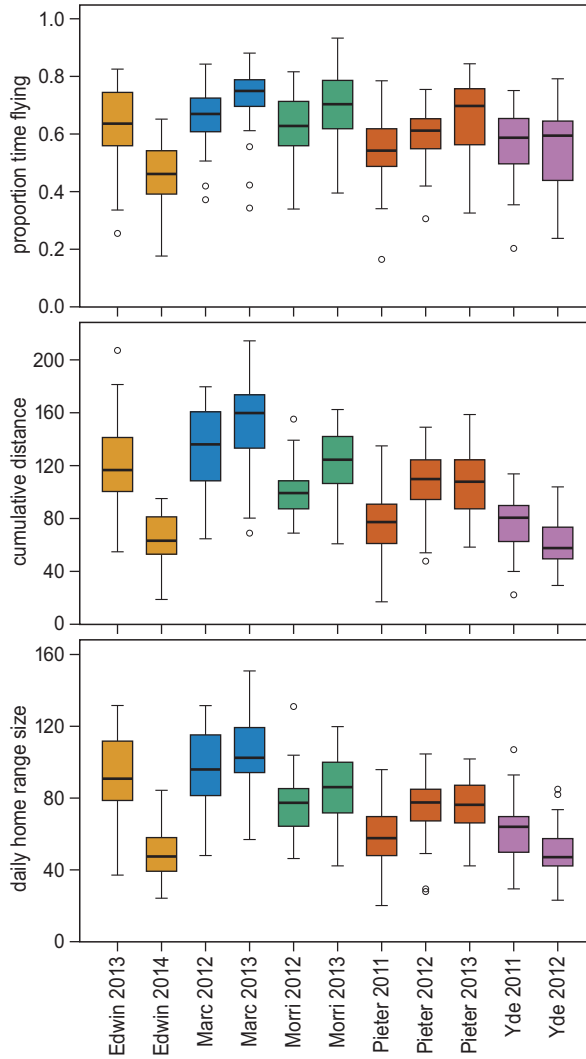 proportion time flying
1.0
0.8
0.6
0.4
0.2
0.0
cumulative distance
200
160
120
80
40
0
daily home range size
160
120
80
40
0
Edwin 2013
Edwin 2014
Marc 2012
Marc 2013
Morri 2012
Morri 2013
Pieter 2011
Pieter 2012
Pieter 2013
Yde 2011
Yde 2012